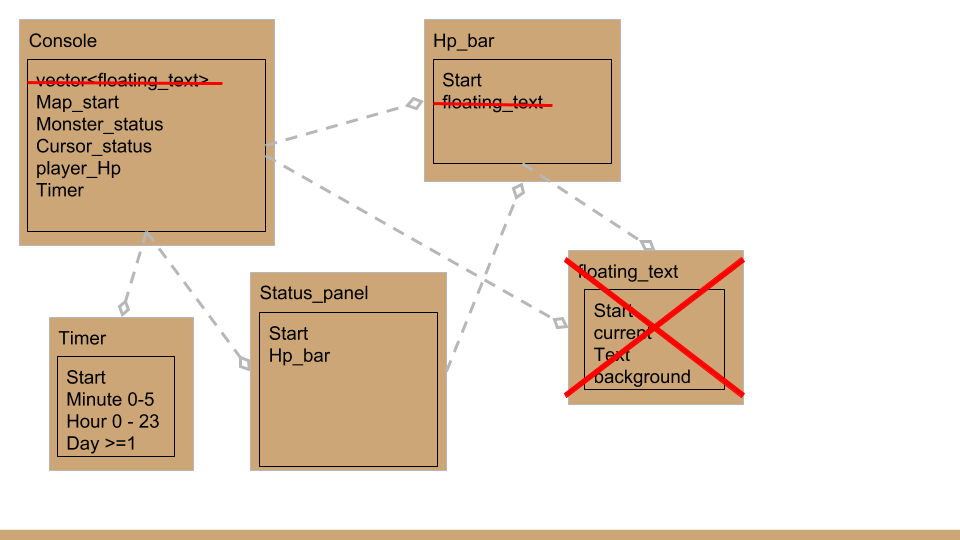 Console
vector<floating_text>
Map_start
Monster_status
Cursor_status
player_Hp
Timer
Hp_bar
Start
floating_text
floating_text
Start
current
Text
background
Status_panel
Start
Hp_bar
Timer
Start
Minute 0-5
Hour 0 - 23
Day >=1